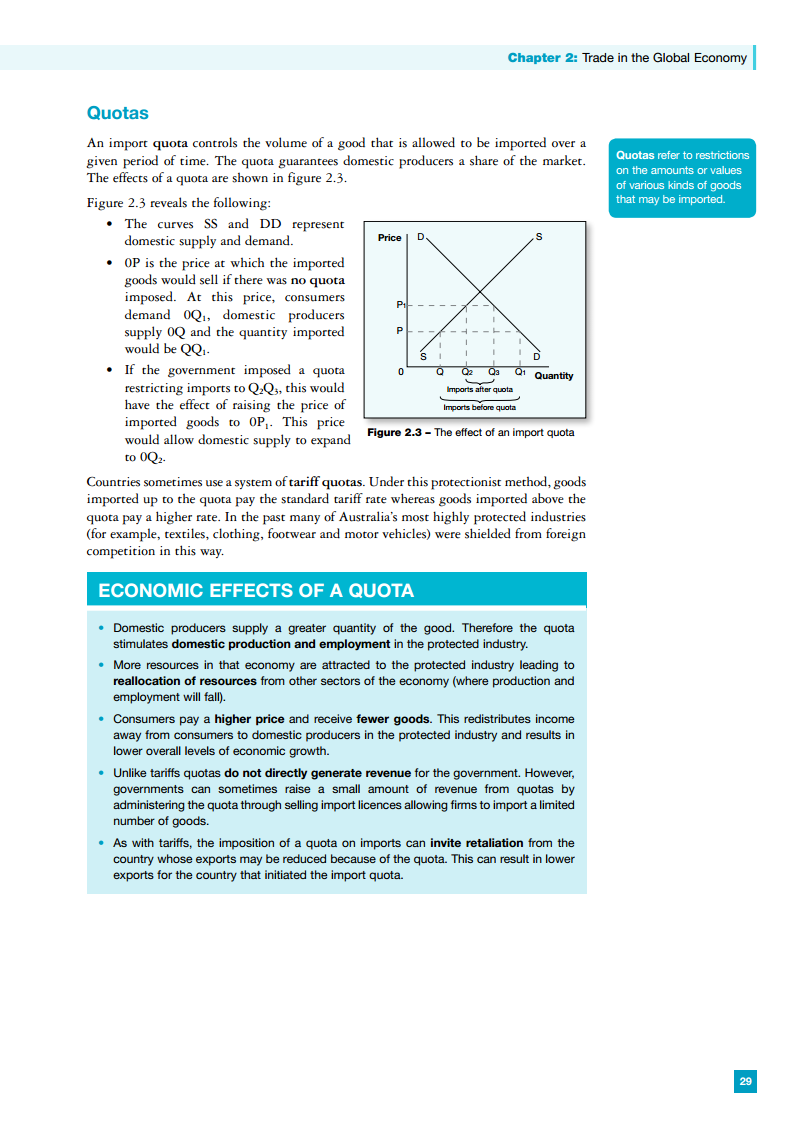 Chapter 2: Trade in the Global Economy
Quotas
An import quota controls the volume of a good that is allowed to be imported over a
given period of time. The quota guarantees domestic producers a share of the market.
The effects of a quota are shown in figure 2.3.
Quotas refer to restrictions
on the amounts or values
of various kinds of goods
that may be imported.
Figure 2.3 reveals the following:
• The curves SS and DD represent
domestic supply and demand.
• 0P is the price at which the imported
goods would sell if there was no quota
imposed. At this price, consumers
demand 0Q₁, domestic producers
supply 0Q and the quantity imported
would be QQ₁.
• If the government imposed a quota
restricting imports to Q₂Q₃, this would
have the effect of raising the price of
imported goods to 0P₁. This price
would allow domestic supply to expand
to 0Q₂.
Price D S
P₁
P
S D
0 Q Q₂ Q₃ Q₁ Quantity
Imports after quota
Imports before quota
Figure 2.3 – The effect of an import quota
Countries sometimes use a system of tariff quotas. Under this protectionist method, goods
imported up to the quota pay the standard tariff rate whereas goods imported above the
quota pay a higher rate. In the past many of Australia's most highly protected industries
(for example, textiles, clothing, footwear and motor vehicles) were shielded from foreign
competition in this way.
ECONOMIC EFFECTS OF A QUOTA
• Domestic producers supply a greater quantity of the good. Therefore the quota
stimulates domestic production and employment in the protected industry.
• More resources in that economy are attracted to the protected industry leading to
reallocation of resources from other sectors of the economy (where production and
employment will fall).
• Consumers pay a higher price and receive fewer goods. This redistributes income
away from consumers to domestic producers in the protected industry and results in
lower overall levels of economic growth.
• Unlike tariffs quotas do not directly generate revenue for the government. However,
governments can sometimes raise a small amount of revenue from quotas by
administering the quota through selling import licences allowing firms to import a limited
number of goods.
• As with tariffs, the imposition of a quota on imports can invite retaliation from the
country whose exports may be reduced because of the quota. This can result in lower
exports for the country that initiated the import quota.
29